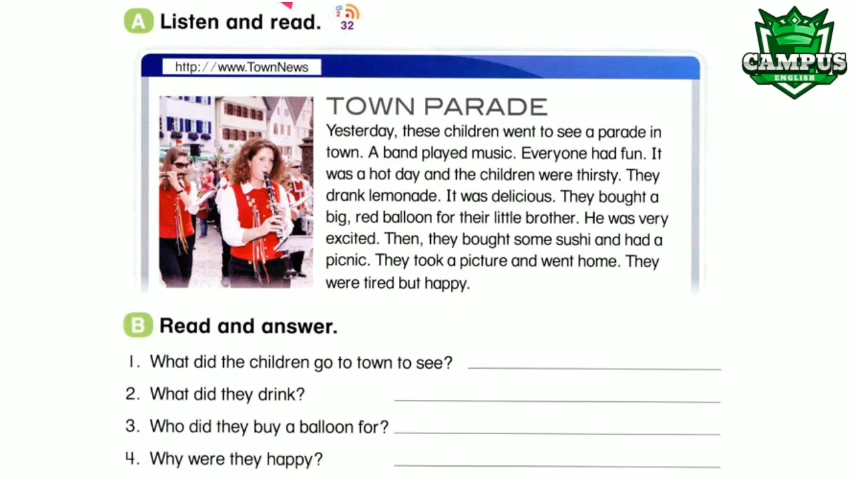 A Listen and read.
CD 2
32
CAMPUS
ENGLISH
http://www.TownNews
TOWN PARADE
Yesterday, these children went to see a parade in
town. A band played music. Everyone had fun. It
was a hot day and the children were thirsty. They
drank lemonade. It was delicious. They bought a
big, red balloon for their little brother. He was very
excited. Then, they bought some sushi and had a
picnic. They took a picture and went home. They
were tired but happy.
B Read and answer.
1. What did the children go to town to see?
2. What did they drink?
3. Who did they buy a balloon for?
4. Why were they happy?